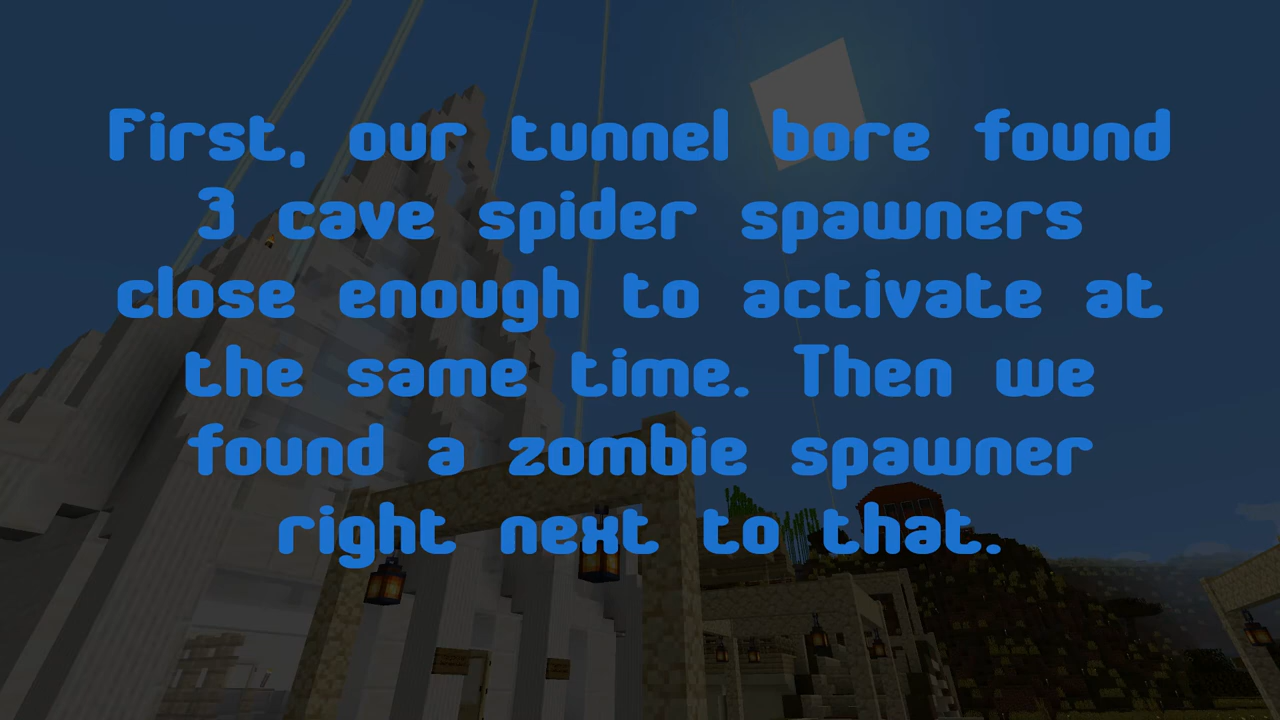 First, our tunnel bore found
3 cave spider spawners
close enough to activate at
the same time. Then we
found a zombie spawner
right next to that.